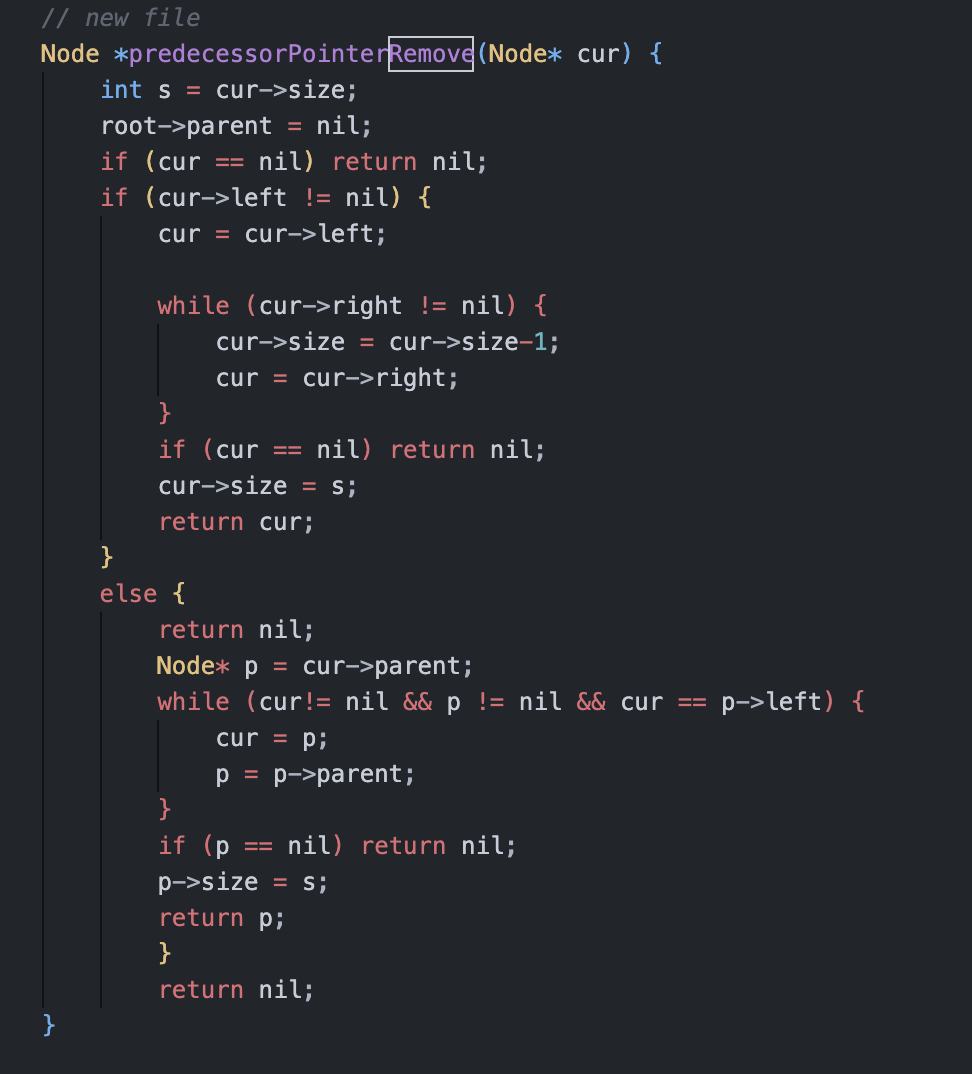 // new file
Node *predecessorPointerRemove(Node* cur) {
    int s = cur->size;
    root->parent = nil;
    if (cur == nil) return nil;
    if (cur->left != nil) {
        cur = cur->left;

        while (cur->right != nil) {
            cur->size = cur->size-1;
            cur = cur->right;
        }
        if (cur == nil) return nil;
        cur->size = s;
        return cur;
    }
    else {
        return nil;
        Node* p = cur->parent;
        while (cur!= nil && p != nil && cur == p->left) {
            cur = p;
            p = p->parent;
        }
        if (p == nil) return nil;
        p->size = s;
        return p;
        }
        return nil;
}